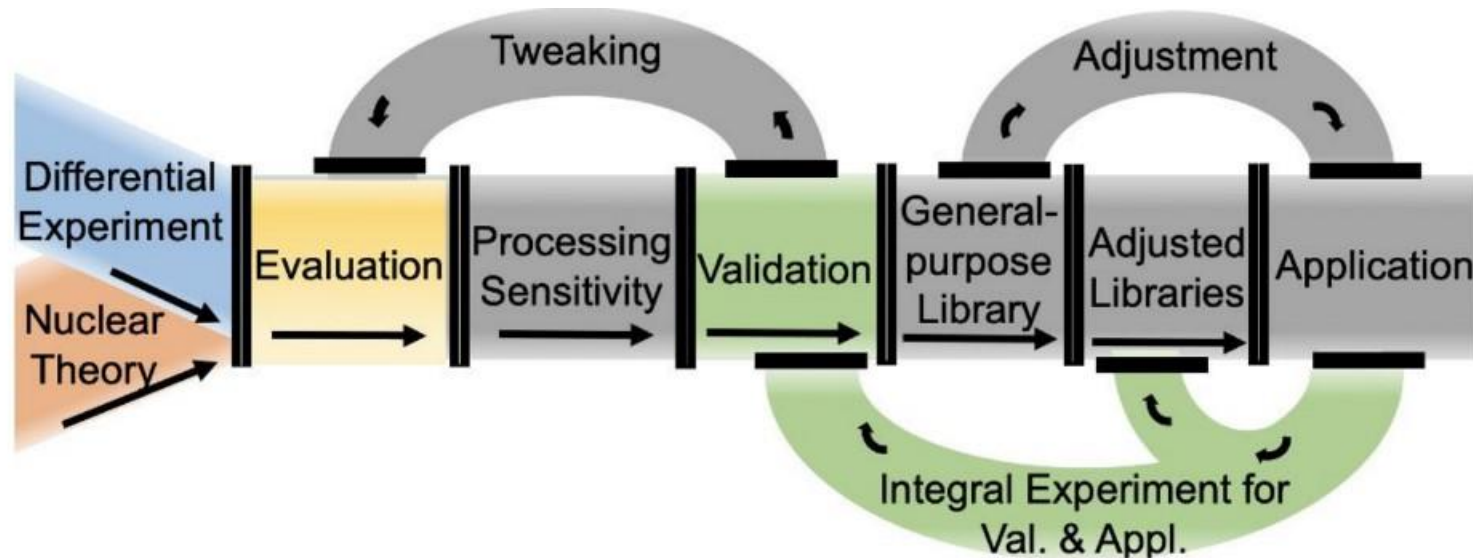 Tweaking
Adjustment
Differential
Experiment
Nuclear
Theory
Evaluation
Processing
Sensitivity
Validation
General-
purpose
Library
Adjusted
Libraries
Application
Integral Experiment for
Val. & Appl.